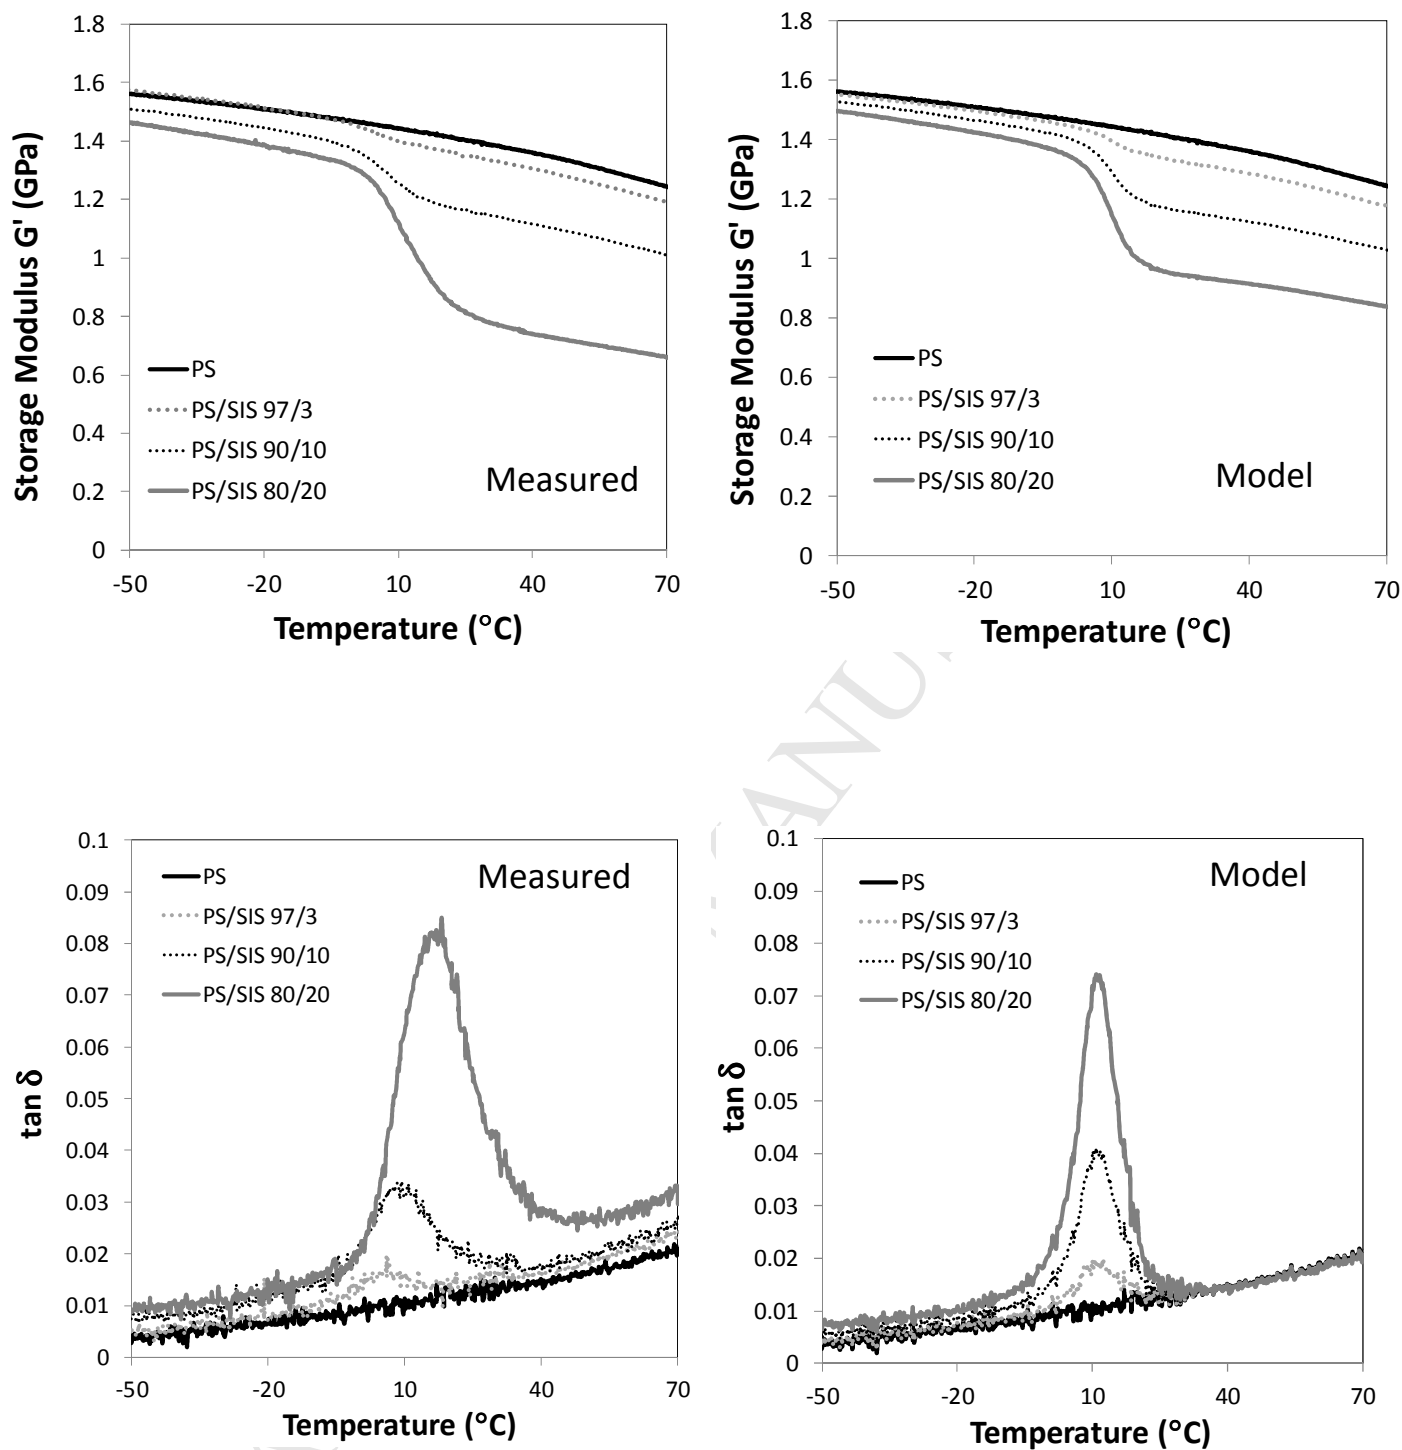 1.8
1.6
1.4
1.2
1
0.8
0.6
0.4
0.2
0
Storage Modulus G' (GPa)
PS
PS/SIS 97/3
PS/SIS 90/10
PS/SIS 80/20
Measured
-50 -20 10 40 70
Temperature (°C)
1.8
1.6
1.4
1.2
1
0.8
0.6
0.4
0.2
0
Storage Modulus G' (GPa)
PS
PS/SIS 97/3
PS/SIS 90/10
PS/SIS 80/20
Model
-50 -20 10 40 70
Temperature (°C)
0.1
0.09
0.08
0.07
0.06
0.05
0.04
0.03
0.02
0.01
0
tan δ
PS
PS/SIS 97/3
PS/SIS 90/10
PS/SIS 80/20
Measured
-50 -20 10 40 70
Temperature (°C)
0.1
0.09
0.08
0.07
0.06
0.05
0.04
0.03
0.02
0.01
0
tan δ
PS
PS/SIS 97/3
PS/SIS 90/10
PS/SIS 80/20
Model
-50 -20 10 40 70
Temperature (°C)